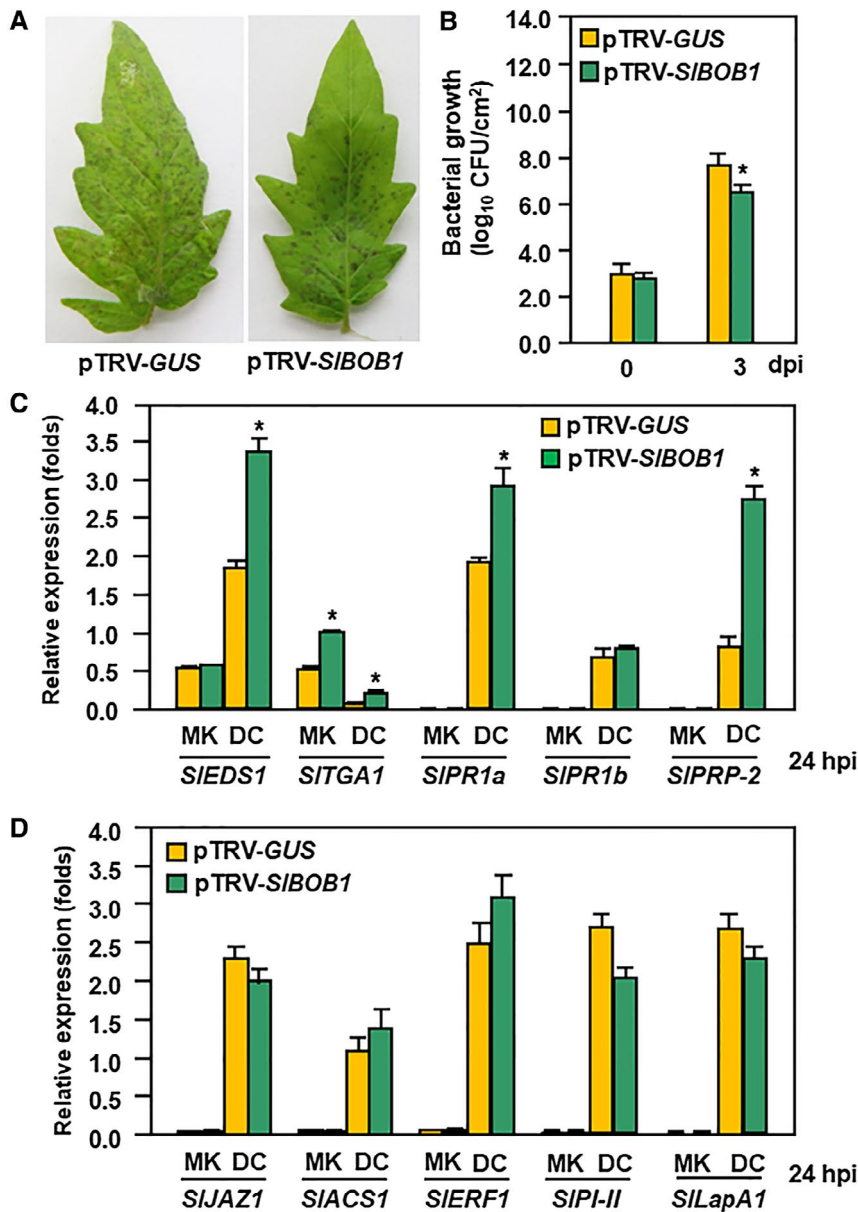 A
pTRV-GUS
pTRV-SlBOB1
B
Bacterial growth
(log10 CFU/cm2)
14.0
12.0
10.0
8.0
6.0
4.0
2.0
0.0
pTRV-GUS
pTRV-SlBOB1
*
0 3 dpi
C
Relative expression (folds)
4.0
3.5
3.0
2.5
2.0
1.5
1.0
0.5
0.0
pTRV-GUS
pTRV-SlBOB1
* * * * *
MK DC MK DC MK DC MK DC MK DC
SlEDS1 SlTGA1 SlPR1a SlPR1b SlPRP-2
24 hpi
D
Relative expression (folds)
4.0
3.5
3.0
2.5
2.0
1.5
1.0
0.5
0.0
pTRV-GUS
pTRV-SlBOB1
MK DC MK DC MK DC MK DC MK DC
SlJAZ1 SlACS1 SlERF1 SlPI-II SlLapA1
24 hpi